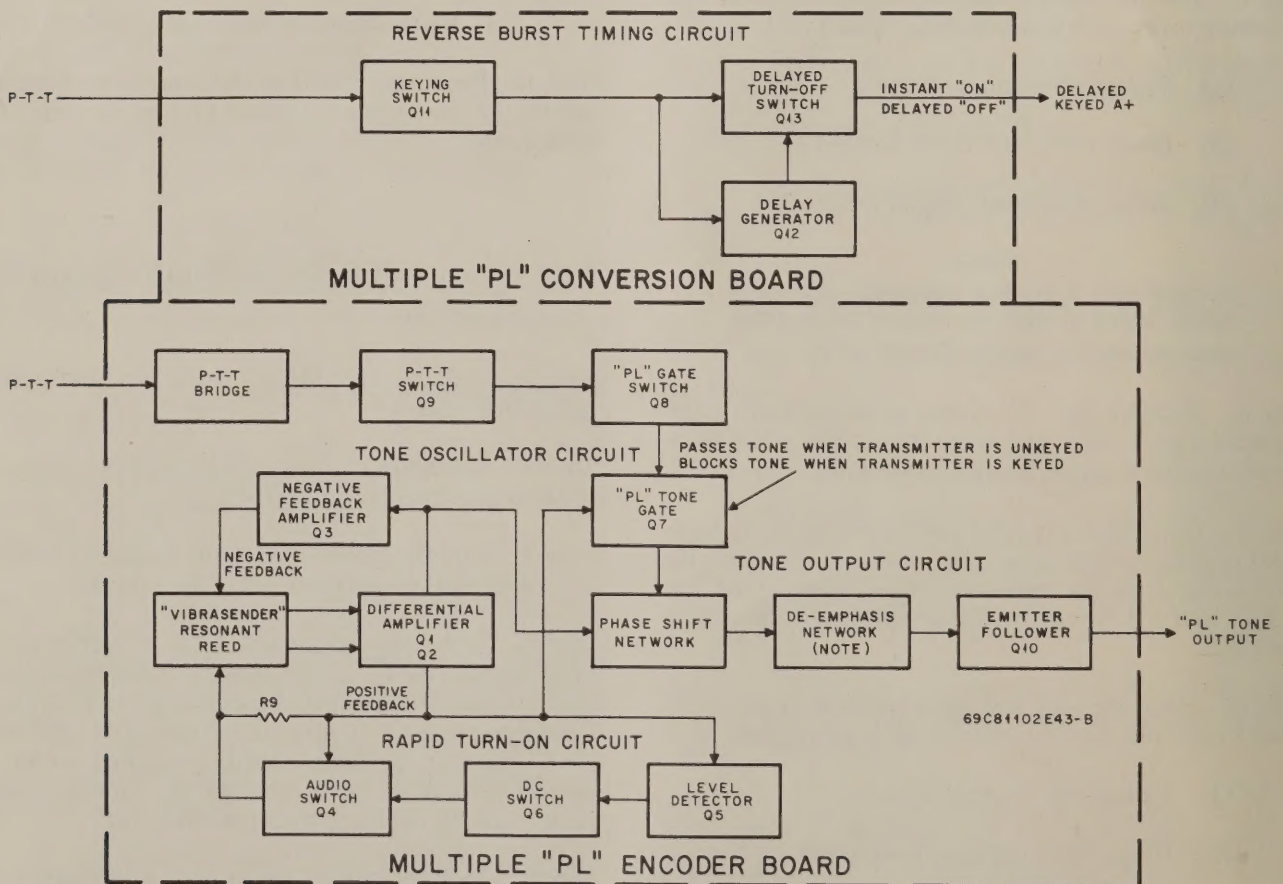 REVERSE BURST TIMING CIRCUIT
P-T-T
KEYING
SWITCH
Q11
DELAYED
TURN-OFF
SWITCH
Q13
INSTANT "ON"
DELAYED "OFF"
DELAYED
KEYED A+
DELAY
GENERATOR
Q12
MULTIPLE "PL" CONVERSION BOARD
P-T-T
P-T-T
BRIDGE
P-T-T
SWITCH
Q9
"PL" GATE
SWITCH
Q8
TONE OSCILLATOR CIRCUIT
PASSES TONE WHEN TRANSMITTER IS UNKEYED
BLOCKS TONE WHEN TRANSMITTER IS KEYED
NEGATIVE
FEEDBACK
AMPLIFIER
Q3
"PL" TONE
GATE
Q7
NEGATIVE
FEEDBACK
TONE OUTPUT CIRCUIT
"VIBRASENDER"
RESONANT
REED
DIFFERENTIAL
AMPLIFIER
Q1
Q2
PHASE SHIFT
NETWORK
DE-EMPHASIS
NETWORK
(NOTE)
EMITTER
FOLLOWER
Q10
"PL" TONE
OUTPUT
R9
POSITIVE
FEEDBACK
69C81102E43-B
RAPID TURN-ON CIRCUIT
AUDIO
SWITCH
Q4
DC
SWITCH
Q6
LEVEL
DETECTOR
Q5
MULTIPLE "PL" ENCODER BOARD